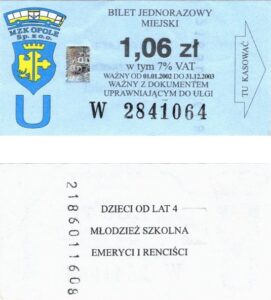 MZK OPOLE
Sp. z o.o.
U
BILET JEDNORAZOWY
MIEJSKI
1,06 zł
w tym 7% VAT
WAŻNY OD 01.01.2002 DO 31.12.2003
WAŻNY Z DOKUMENTEM
UPRAWNIAJĄCYM DO ULGI
W 2841064
TU KASOWAĆ
2186011608
DZIECI OD LAT 4
MŁODZIEŻ SZKOLNA
EMERYCI I RENCIŚCI